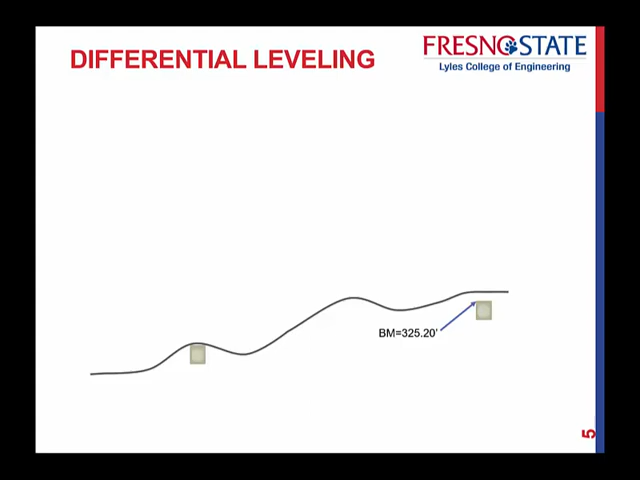 DIFFERENTIAL LEVELING
FRESNO STATE
Lyles College of Engineering
BM=325.20'
5